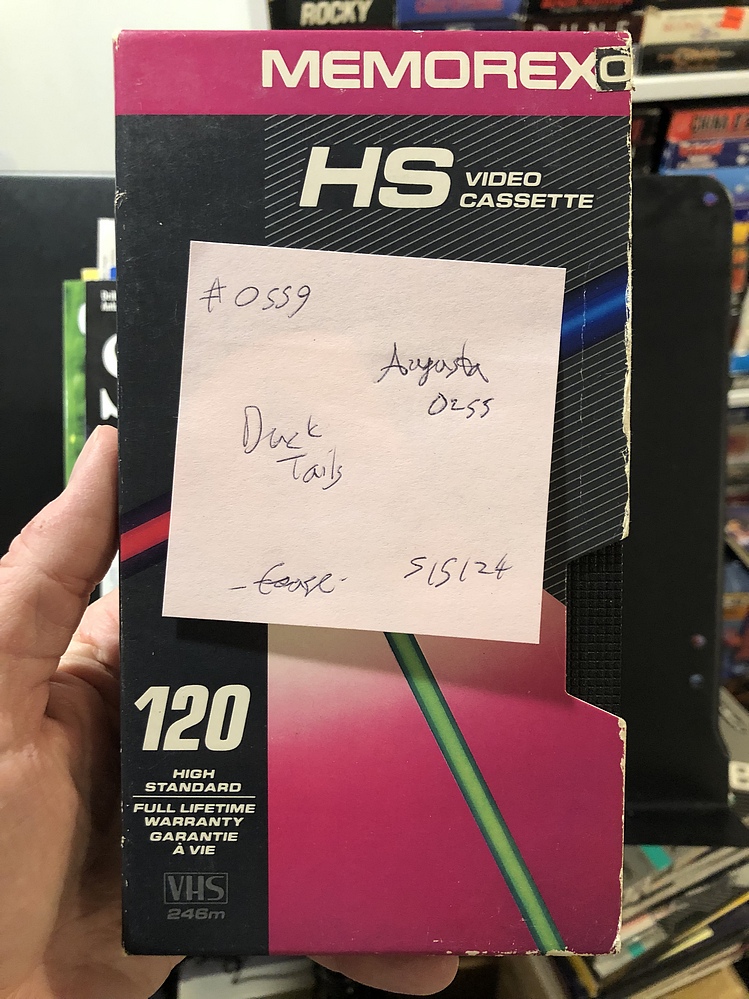 ROCKY
DUNE
MEMOREX
HS VIDEO
CASSETTE
#0559
Augusta
0255
Duck
Tails
5/5/24
120
HIGH
STANDARD
FULL LIFETIME
WARRANTY
GARANTIE
À VIE
VHS
246m